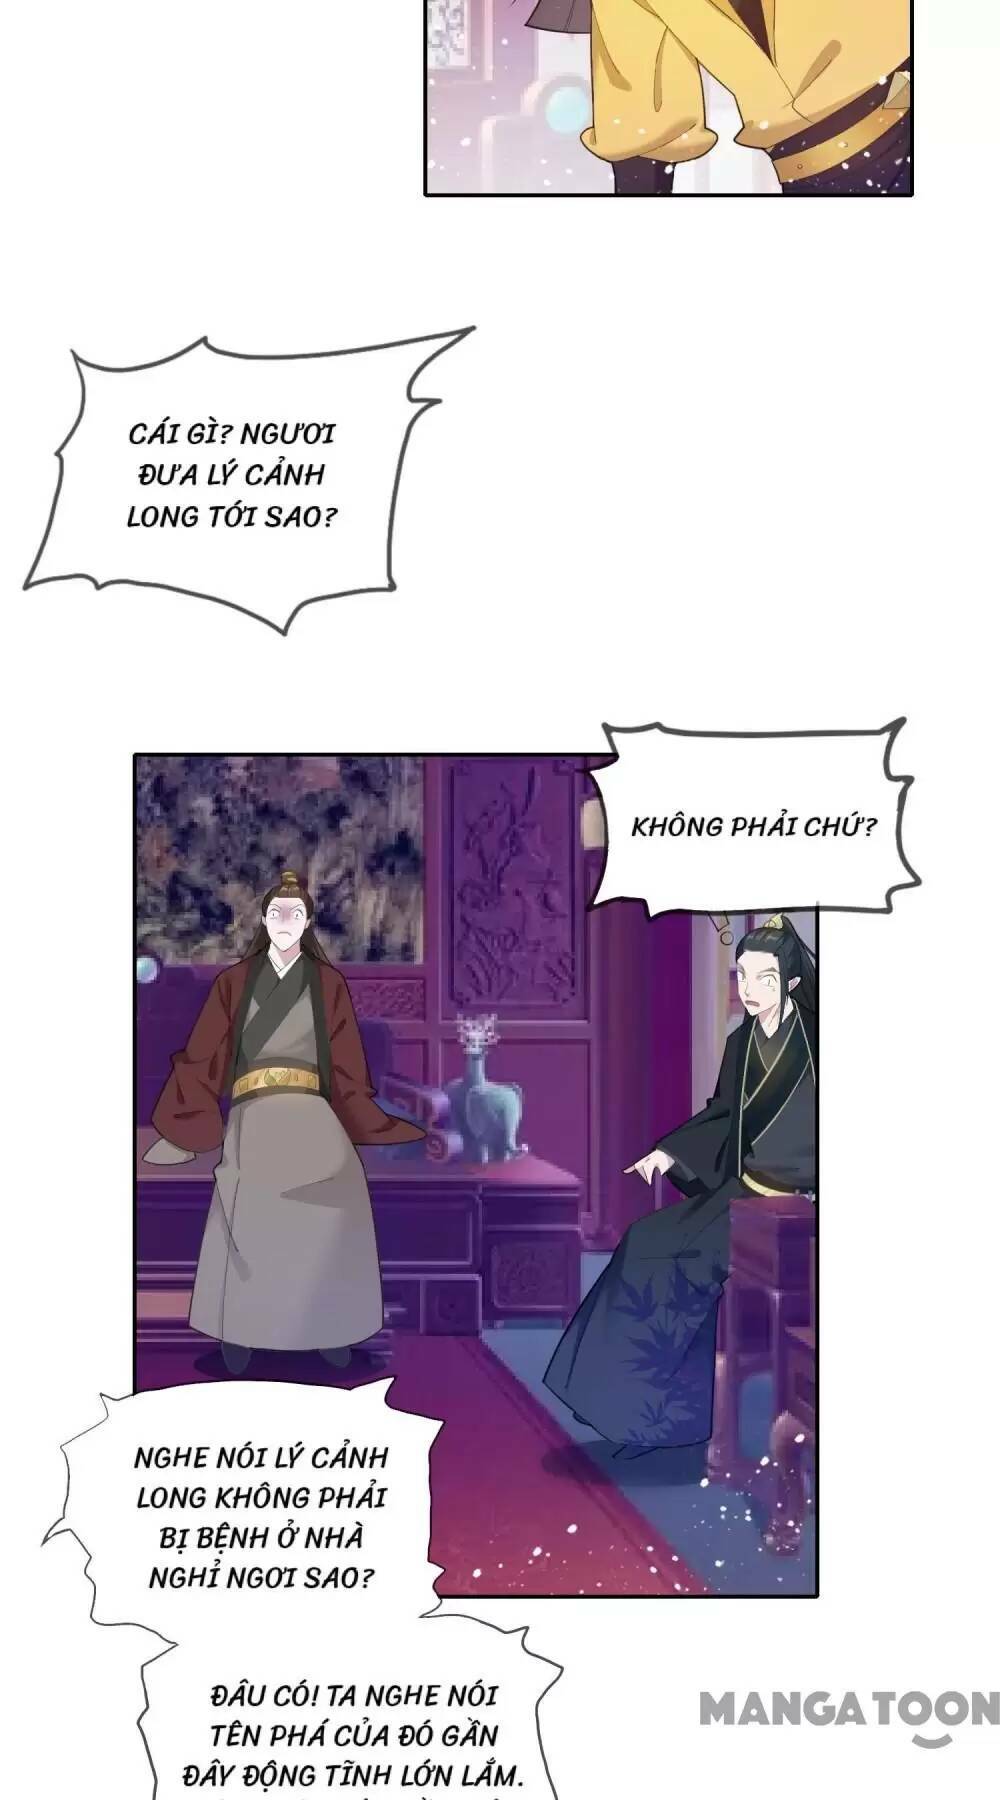 CÁI GÌ? NGƯƠI
ĐƯA LÝ CẢNH
LONG TỚI SAO?
KHÔNG PHẢI CHỨ?
NGHE NÓI LÝ CẢNH
LONG KHÔNG PHẢI
BỊ BỆNH Ở NHÀ
NGHỈ NGƠI SAO?
ĐÂU CÓ! TA NGHE NÓI
TÊN PHÁ CỦA ĐÓ GẦN
ĐÂY ĐỘNG TĨNH LỚN LẮM.
MANGATOON